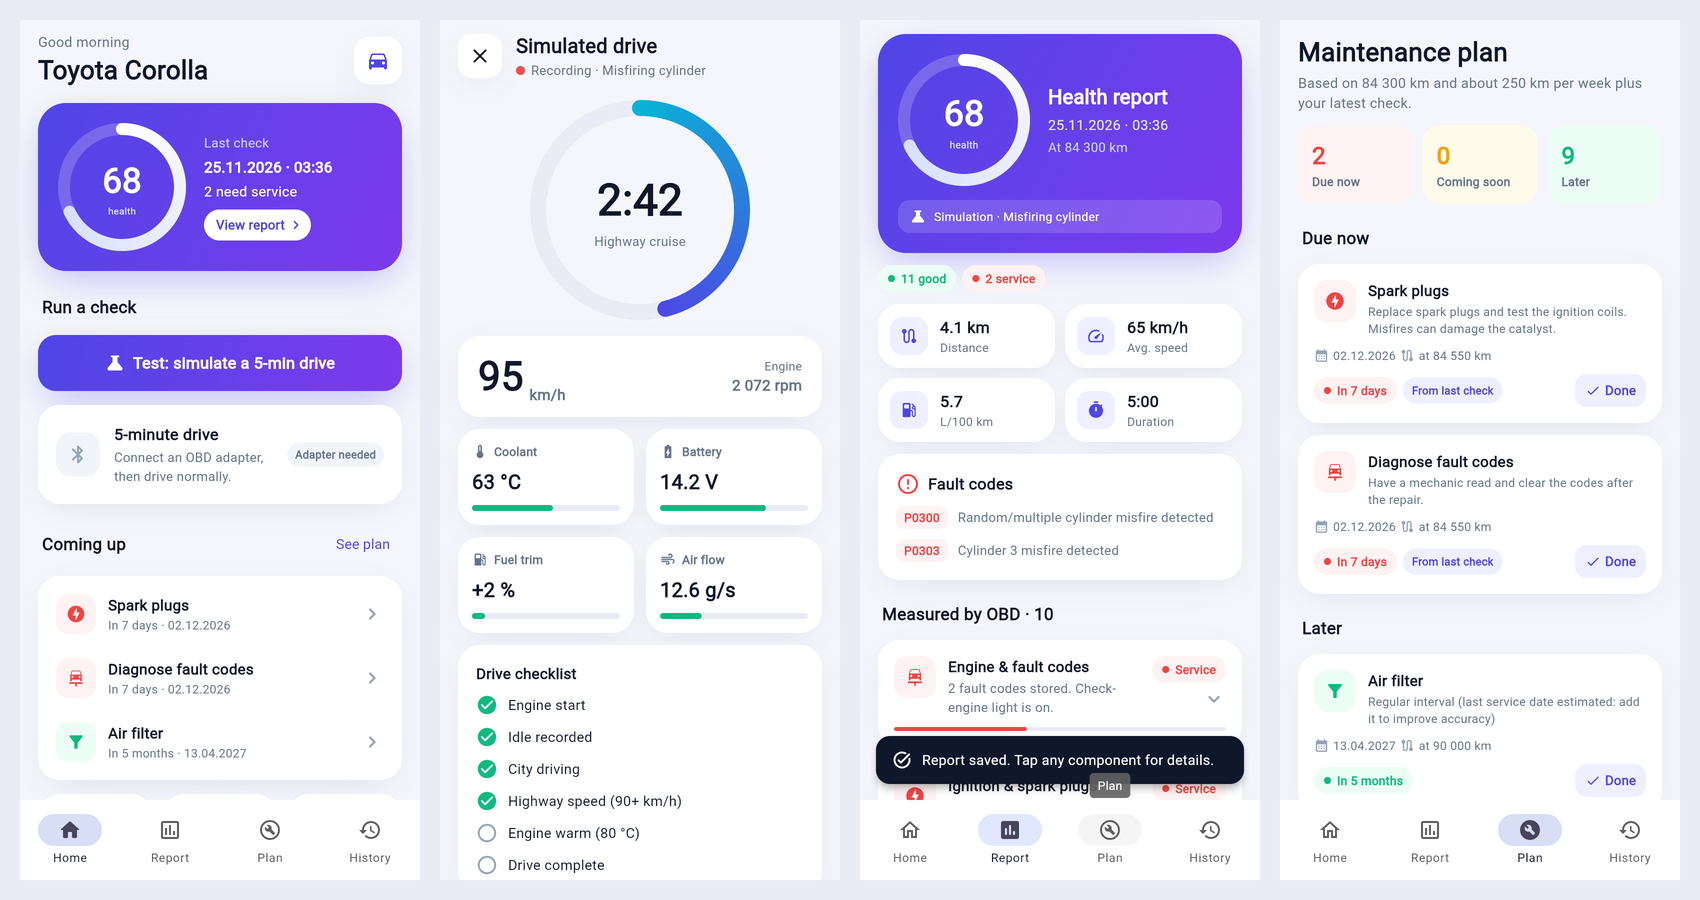 Good morning
Toyota Corolla
68
health
Last check
25.11.2026 · 03:36
2 need service
View report
Run a check
Test: simulate a 5-min drive
5-minute drive
Connect an OBD adapter,
then drive normally.
Adapter needed
Coming up
See plan
Spark plugs
In 7 days · 02.12.2026
Diagnose fault codes
In 7 days · 02.12.2026
Air filter
In 5 months · 13.04.2027
Home
Report
Plan
History
Simulated drive
Recording · Misfiring cylinder
2:42
Highway cruise
95 km/h
Engine
2 072 rpm
Coolant
63 °C
Battery
14.2 V
Fuel trim
+2 %
Air flow
12.6 g/s
Drive checklist
Engine start
Idle recorded
City driving
Highway speed (90+ km/h)
Engine warm (80 °C)
Drive complete
68
health
Health report
25.11.2026 · 03:36
At 84 300 km
Simulation · Misfiring cylinder
11 good
2 service
4.1 km
Distance
65 km/h
Avg. speed
5.7
L/100 km
5:00
Duration
Fault codes
P0300 Random/multiple cylinder misfire detected
P0303 Cylinder 3 misfire detected
Measured by OBD · 10
Engine & fault codes
Service
2 fault codes stored. Check-
engine light is on.
Report saved. Tap any component for details.
Plan
Ignition & spark plugs
Service
Home
Report
Plan
History
Maintenance plan
Based on 84 300 km and about 250 km per week plus
your latest check.
2
Due now
0
Coming soon
9
Later
Due now
Spark plugs
Replace spark plugs and test the ignition coils.
Misfires can damage the catalyst.
02.12.2026 at 84 550 km
In 7 days
From last check
Done
Diagnose fault codes
Have a mechanic read and clear the codes after
the repair.
02.12.2026 at 84 550 km
In 7 days
From last check
Done
Later
Air filter
Regular interval (last service date estimated: add
it to improve accuracy)
13.04.2027 at 90 000 km
In 5 months
Done
Home
Report
Plan
History